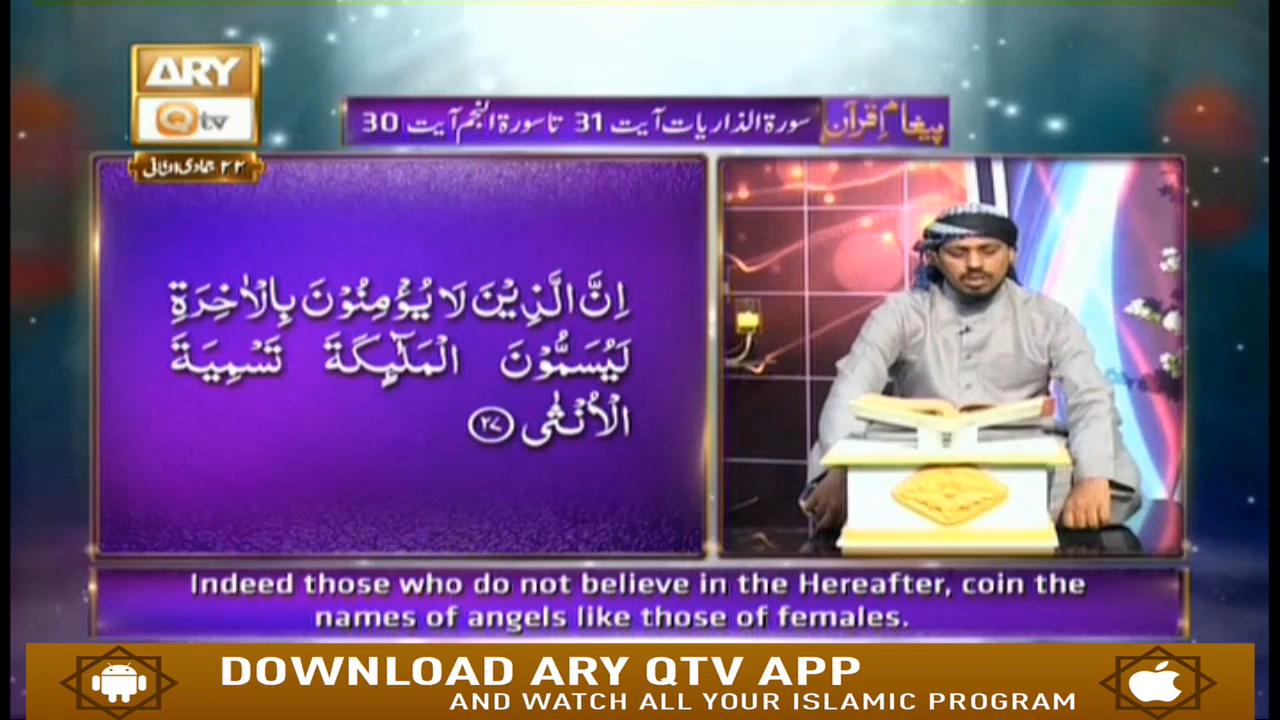 ARY
Qtv
پیغامِ قرآن
سورۃ الذاریات آیت 31 تا سورۃ النجم آیت 30
۲۲ جمادی الثانی
اِنَّ الَّذِیْنَ لَا یُؤْمِنُوْنَ بِالْاٰخِرَةِ
لَیُسَمُّوْنَ الْمَلٰٓىِٕكَةَ تَسْمِیَةَ
الْاُنْثٰى ۲۷
Indeed those who do not believe in the Hereafter, coin the
names of angels like those of females.
DOWNLOAD ARY QTV APP
AND WATCH ALL YOUR ISLAMIC PROGRAM